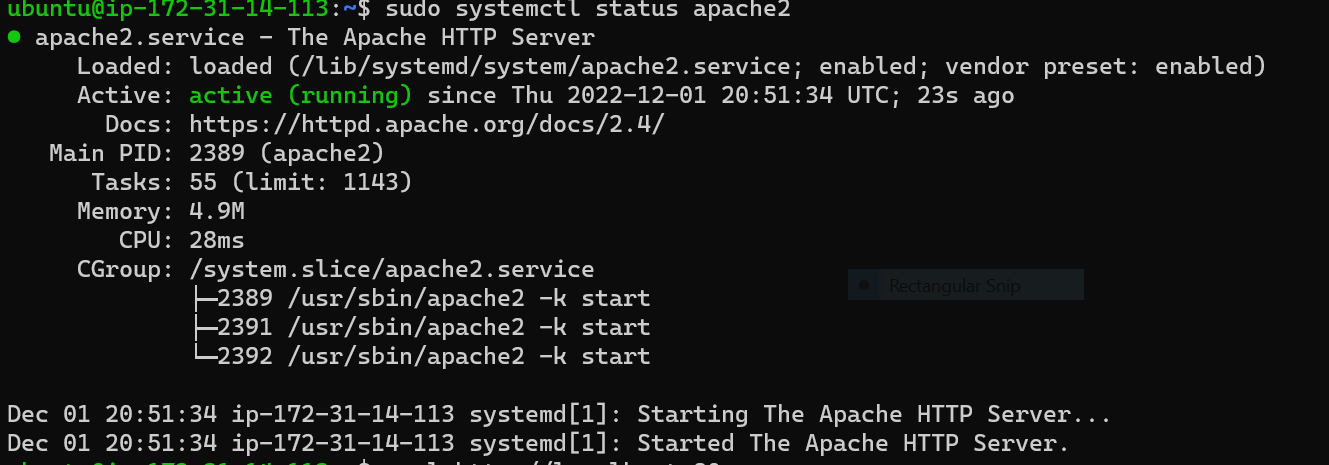 ubuntu@ip-172-31-14-113:~$ sudo systemctl status apache2
● apache2.service - The Apache HTTP Server
Loaded: loaded (/lib/systemd/system/apache2.service; enabled; vendor preset: enabled)
Active: active (running) since Thu 2022-12-01 20:51:34 UTC; 23s ago
Docs: https://httpd.apache.org/docs/2.4/
Main PID: 2389 (apache2)
Tasks: 55 (limit: 1143)
Memory: 4.9M
CPU: 28ms
CGroup: /system.slice/apache2.service
├─2389 /usr/sbin/apache2 -k start
├─2391 /usr/sbin/apache2 -k start
└─2392 /usr/sbin/apache2 -k start
Rectangular Snip
Dec 01 20:51:34 ip-172-31-14-113 systemd[1]: Starting The Apache HTTP Server...
Dec 01 20:51:34 ip-172-31-14-113 systemd[1]: Started The Apache HTTP Server.